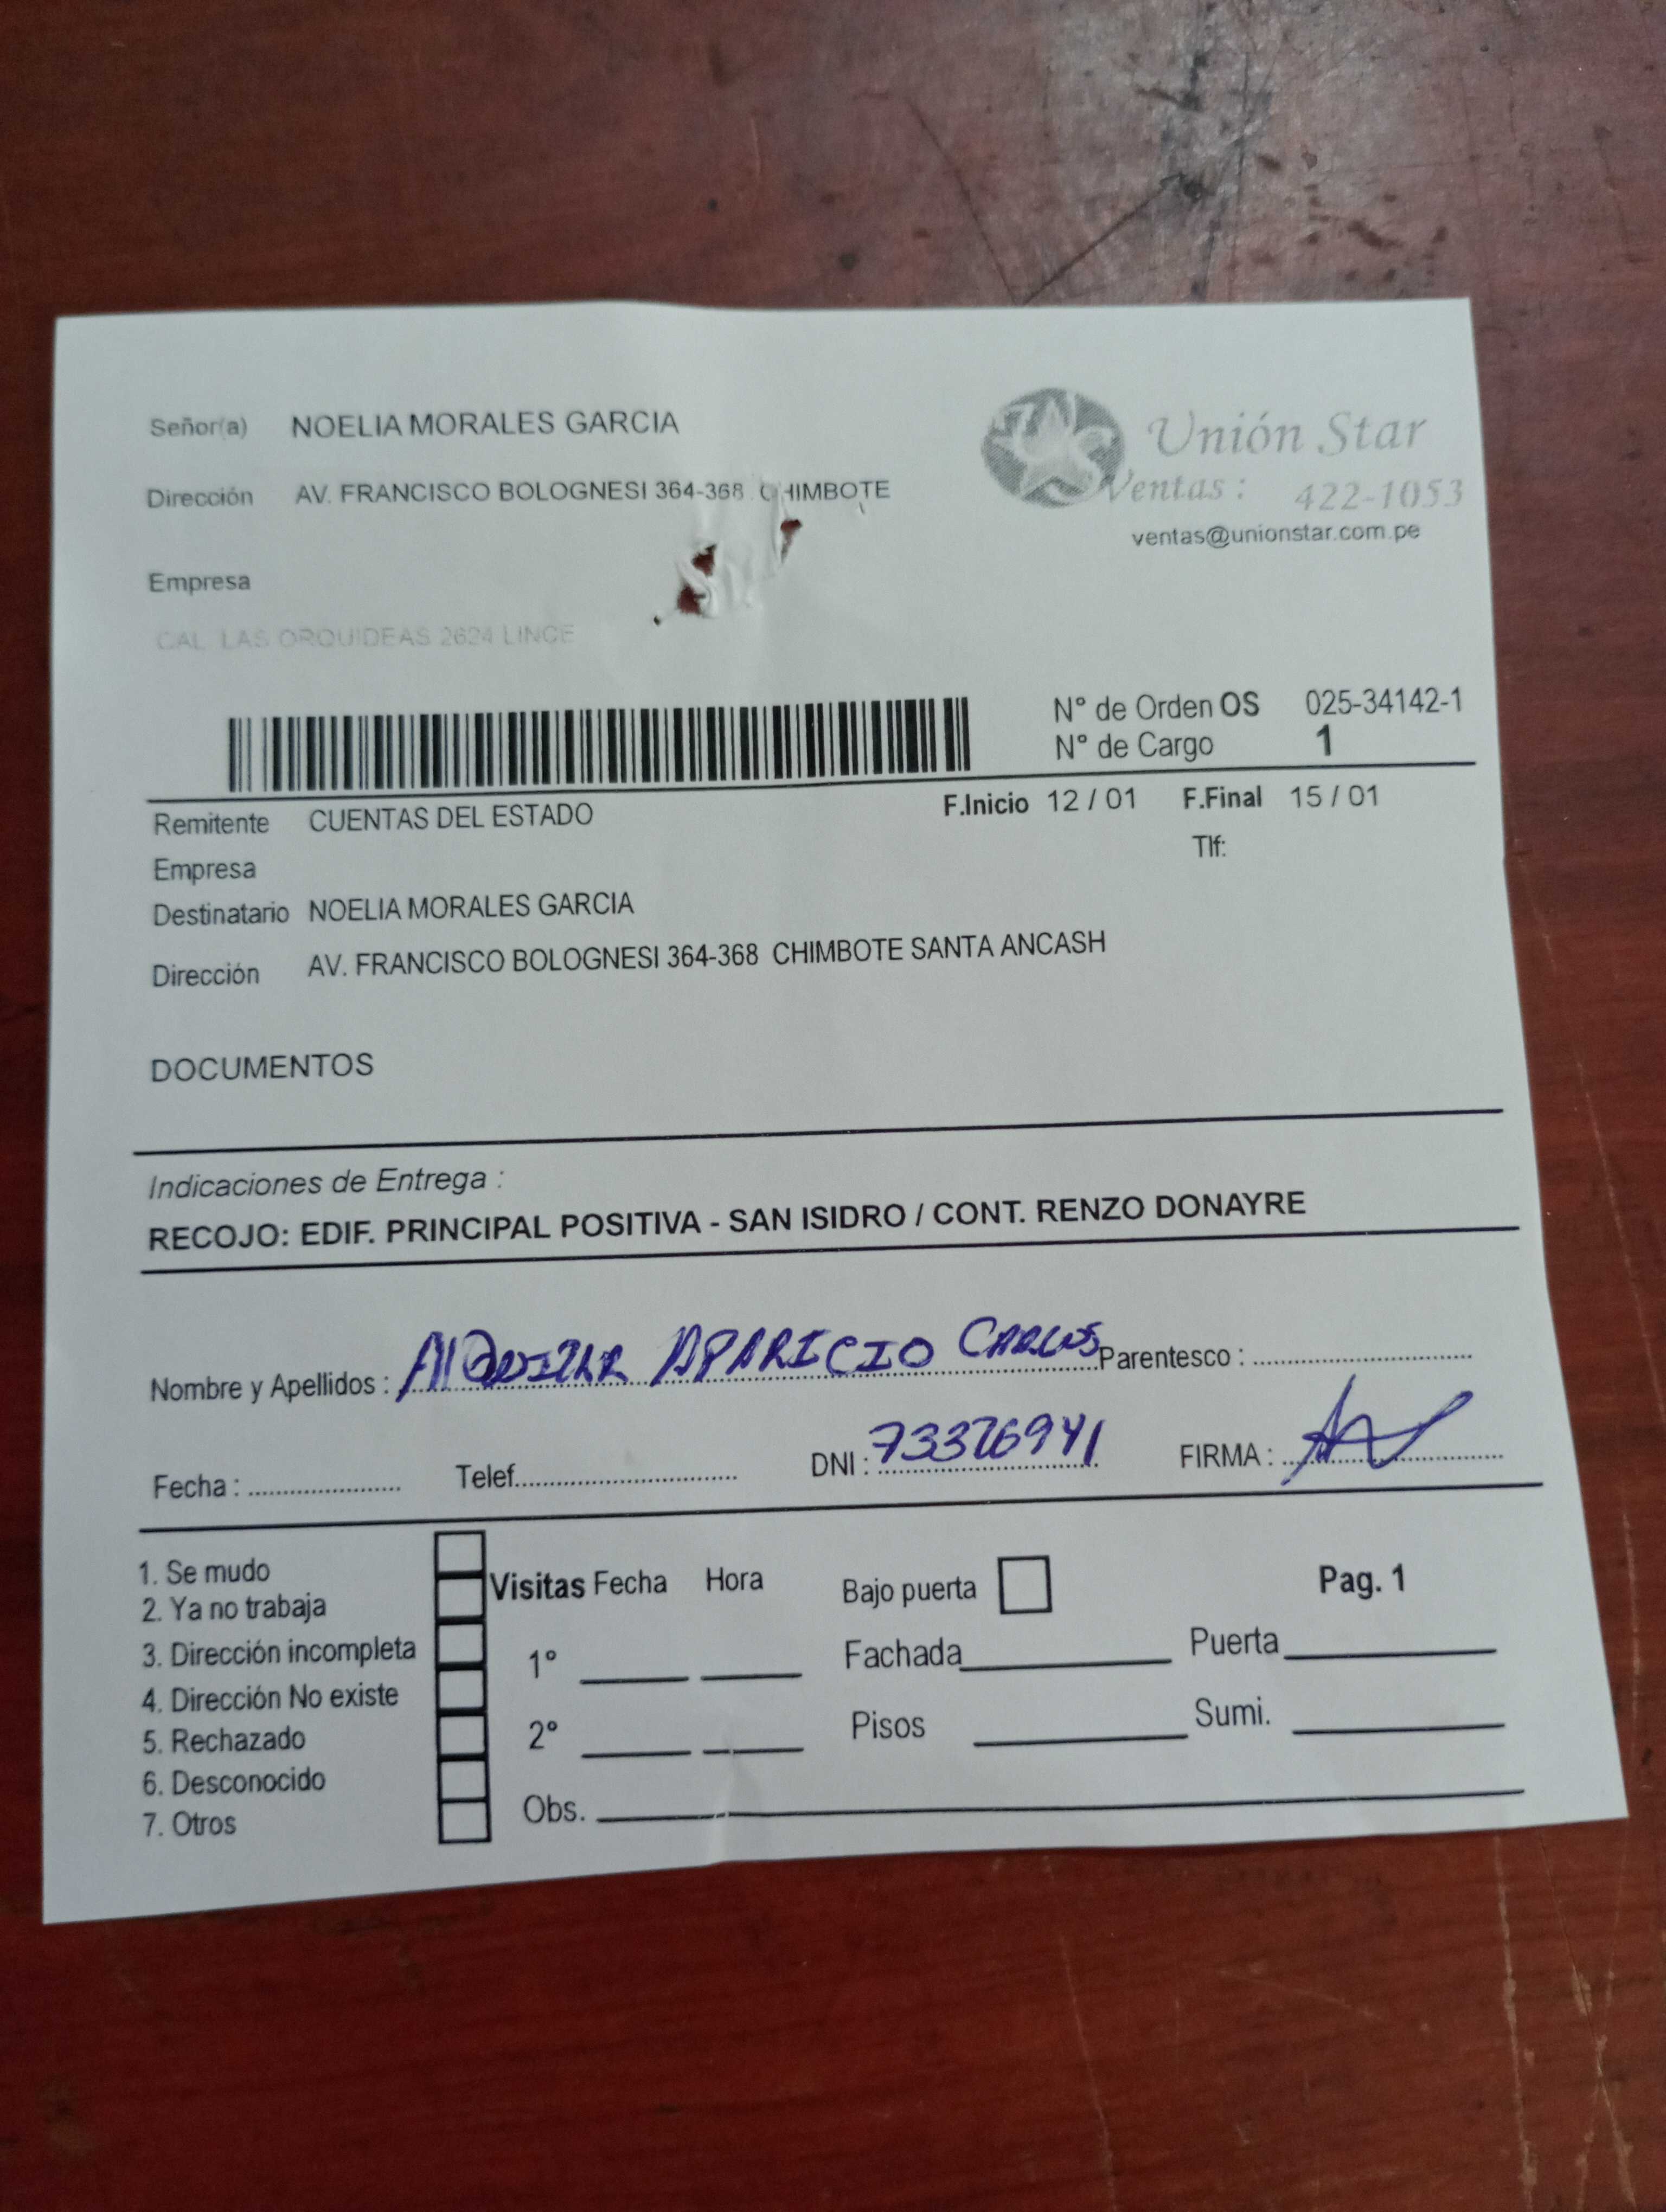 Señor(a) NOELIA MORALES GARCIA
Unión Star
Dirección AV. FRANCISCO BOLOGNESI 364-368 CHIMBOTE
Ventas : 422-1053
ventas@unionstar.com.pe
Empresa
CAL LAS ORQUIDEAS 2624 LINCE
N° de Orden OS 025-34142-1
N° de Cargo 1
Remitente CUENTAS DEL ESTADO F.Inicio 12 / 01 F.Final 15 / 01
Empresa Tlf:
Destinatario NOELIA MORALES GARCIA
Dirección AV. FRANCISCO BOLOGNESI 364-368 CHIMBOTE SANTA ANCASH
DOCUMENTOS
Indicaciones de Entrega :
RECOJO: EDIF. PRINCIPAL POSITIVA - SAN ISIDRO / CONT. RENZO DONAYRE
Nombre y Apellidos : APARICIO CARLOS Parentesco :
Fecha : Telef. DNI : 73376941 FIRMA :
1. Se mudo
2. Ya no trabaja
3. Dirección incompleta
4. Dirección No existe
5. Rechazado
6. Desconocido
7. Otros
Visitas Fecha Hora
1°
2°
Obs.
Bajo puerta Pag. 1
Fachada Puerta
Pisos Sumi.